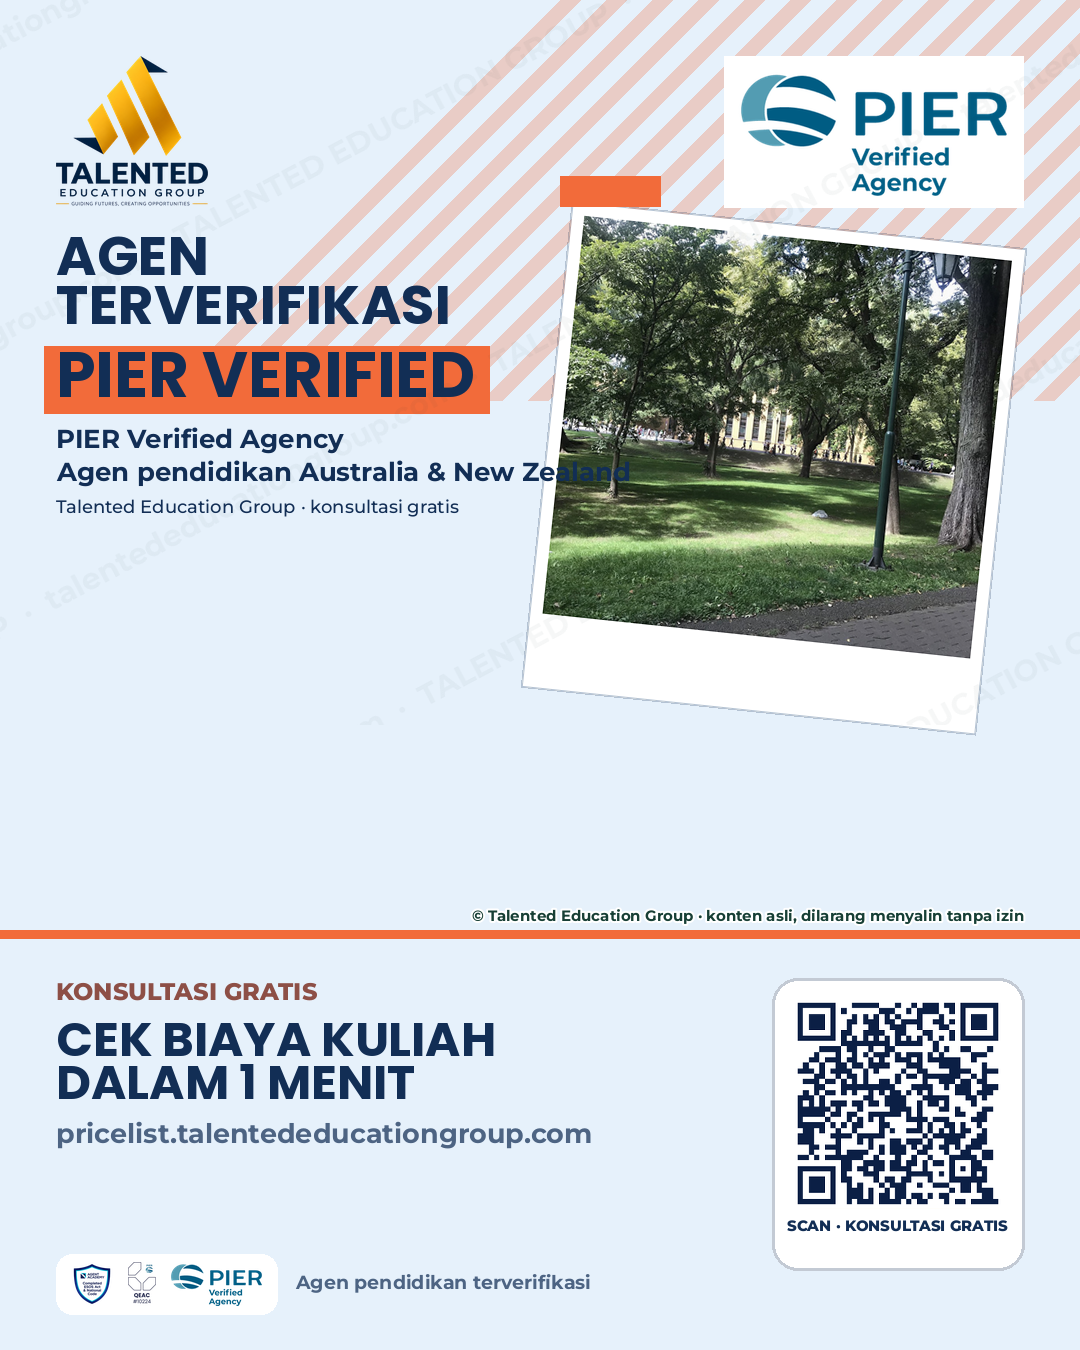 TALENTED
EDUCATION GROUP
GUIDING FUTURES, CREATING OPPORTUNITIES
PIER
Verified
Agency
AGEN
TERVERIFIKASI
PIER VERIFIED
PIER Verified Agency
Agen pendidikan Australia & New Zealand
Talented Education Group · konsultasi gratis
© Talented Education Group · konten asli, dilarang menyalin tanpa izin
KONSULTASI GRATIS
CEK BIAYA KULIAH
DALAM 1 MENIT
pricelist.talentededucationgroup.com
SCAN · KONSULTASI GRATIS
QEAC
#10224
PIER
Verified
Agency
Agen pendidikan terverifikasi